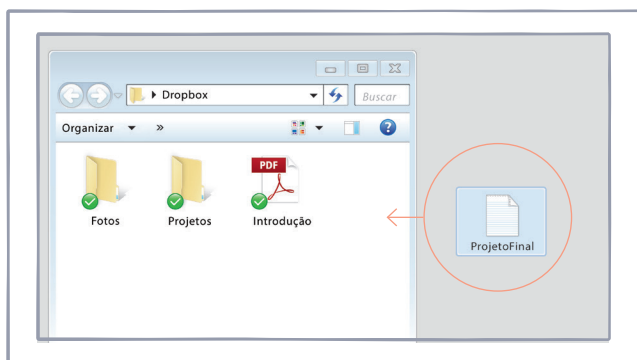 Dropbox
Buscar
Organizar
»
PDF
Fotos
Projetos
Introdução
ProjetoFinal